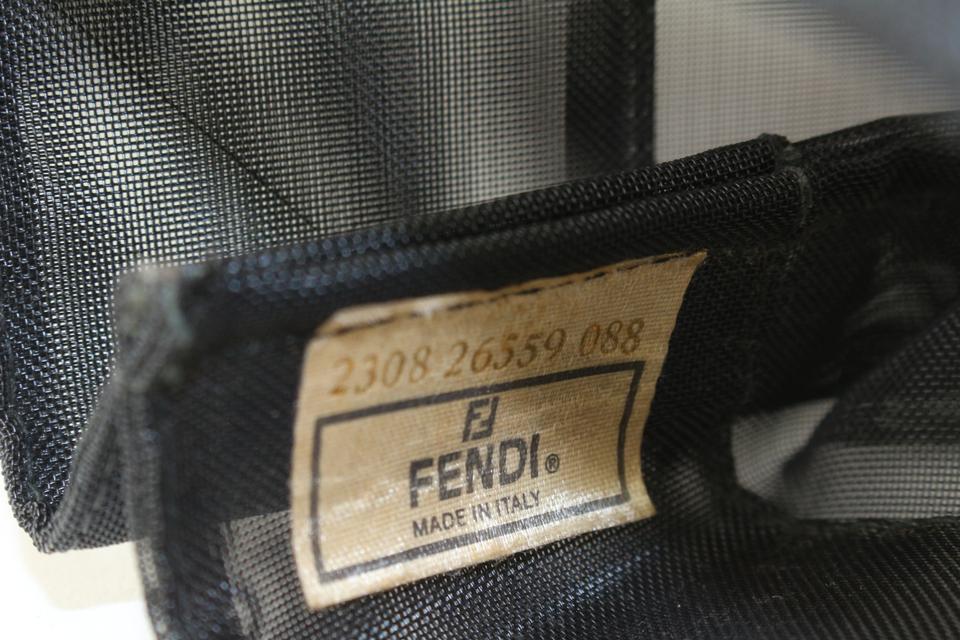 2308 26559 088
FF
FENDI®
MADE IN ITALY